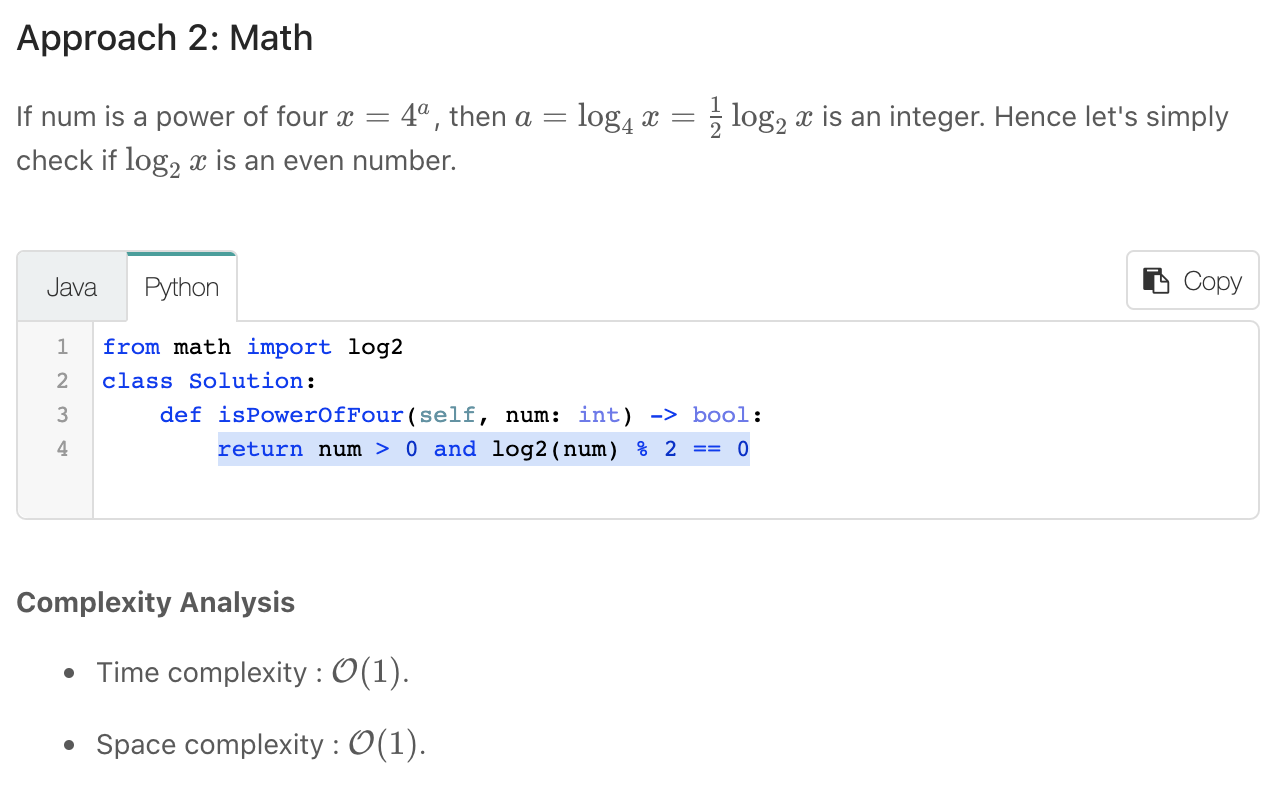 Approach 2: Math
If num is a power of four x = 4^a, then a = log_4 x = 1/2 log_2 x is an integer. Hence let's simply
check if log_2 x is an even number.
Java Python Copy
1 from math import log2
2 class Solution:
3     def isPowerOfFour(self, num: int) -> bool:
4         return num > 0 and log2(num) % 2 == 0
Complexity Analysis
• Time complexity : O(1).
• Space complexity : O(1).